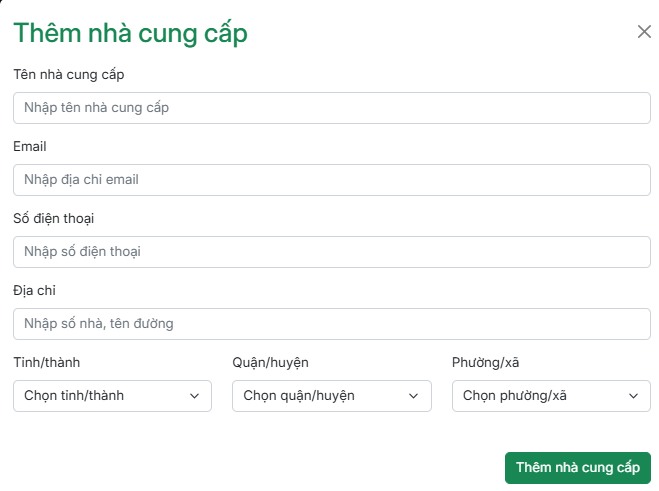 Thêm nhà cung cấp
Tên nhà cung cấp
Nhập tên nhà cung cấp
Email
Nhập địa chỉ email
Số điện thoại
Nhập số điện thoại
Địa chỉ
Nhập số nhà, tên đường
Tỉnh/thành Quận/huyện Phường/xã
Chọn tỉnh/thành Chọn quận/huyện Chọn phường/xã
Thêm nhà cung cấp